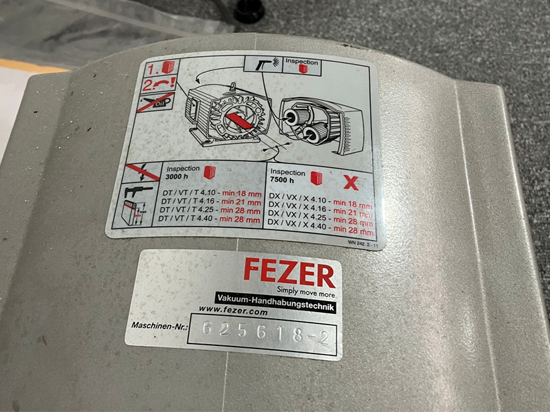 1.
2.
!
Oil
?
Inspection
Inspection
3000 h
DT / VT / T 4.10 - min 18 mm
DT / VT / T 4.16 - min 21 mm
DT / VT / T 4.25 - min 28 mm
DT / VT / T 4.40 - min 28 mm
Inspection
7500 h
X
DX / VX / X 4.10 - min 18 mm
DX / VX / X 4.16 - min 21 mm
DX / VX / X 4.25 - min 28 mm
DX / VX / X 4.40 - min 28 mm
FEZER
Simply move more
Vakuum-Handhabungstechnik
www.fezer.com
Maschinen-Nr.: 625618-2